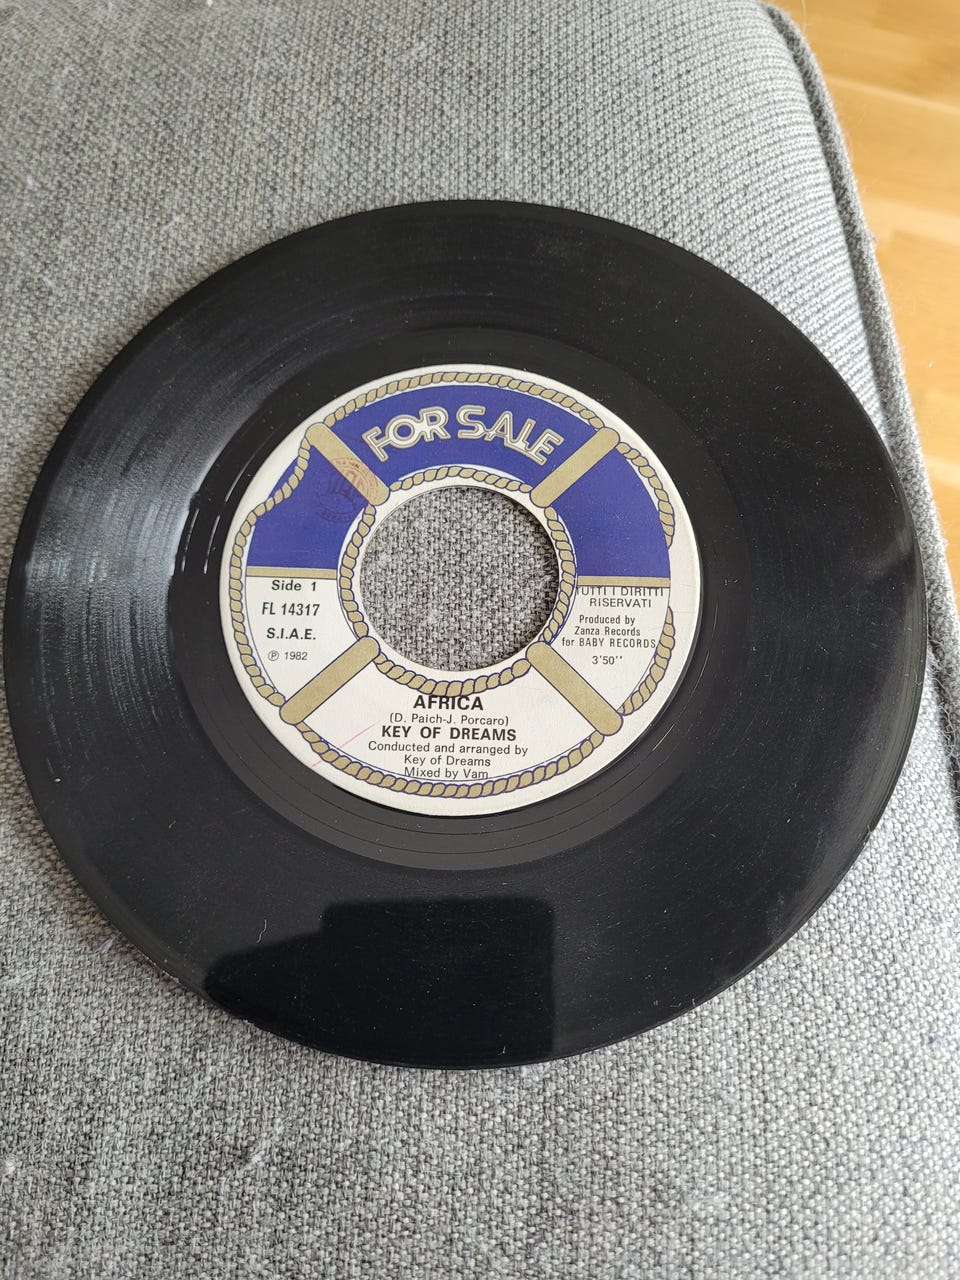 FOR SALE
Side 1
FL 14317
S.I.A.E.
℗ 1982
TUTTI I DIRITTI
RISERVATI
Produced by
Zanza Records
for BABY RECORDS
3'50''
AFRICA
(D. Paich-J. Porcaro)
KEY OF DREAMS
Conducted and arranged by
Key of Dreams
Mixed by Vam